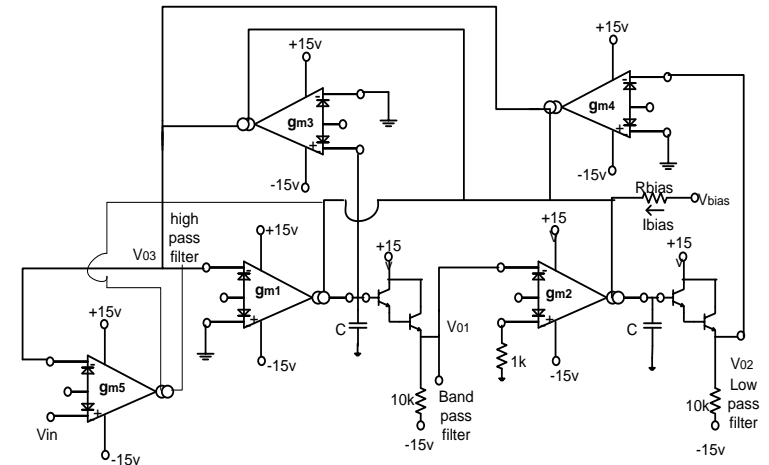 +15v
gm3
-
+
-15v
+15v
gm4
-
+
-15v
Rbias
Vbias
Ibias
high
pass
filter
V03
+15v
gm1
-
+
-15v
+15
C
V01
10k
Band
pass
filter
-15v
+15
gm2
-
+
-15v
1k
+15
C
V02
Low
pass
filter
10k
-15v
+15v
gm5
-
+
Vin
-15v